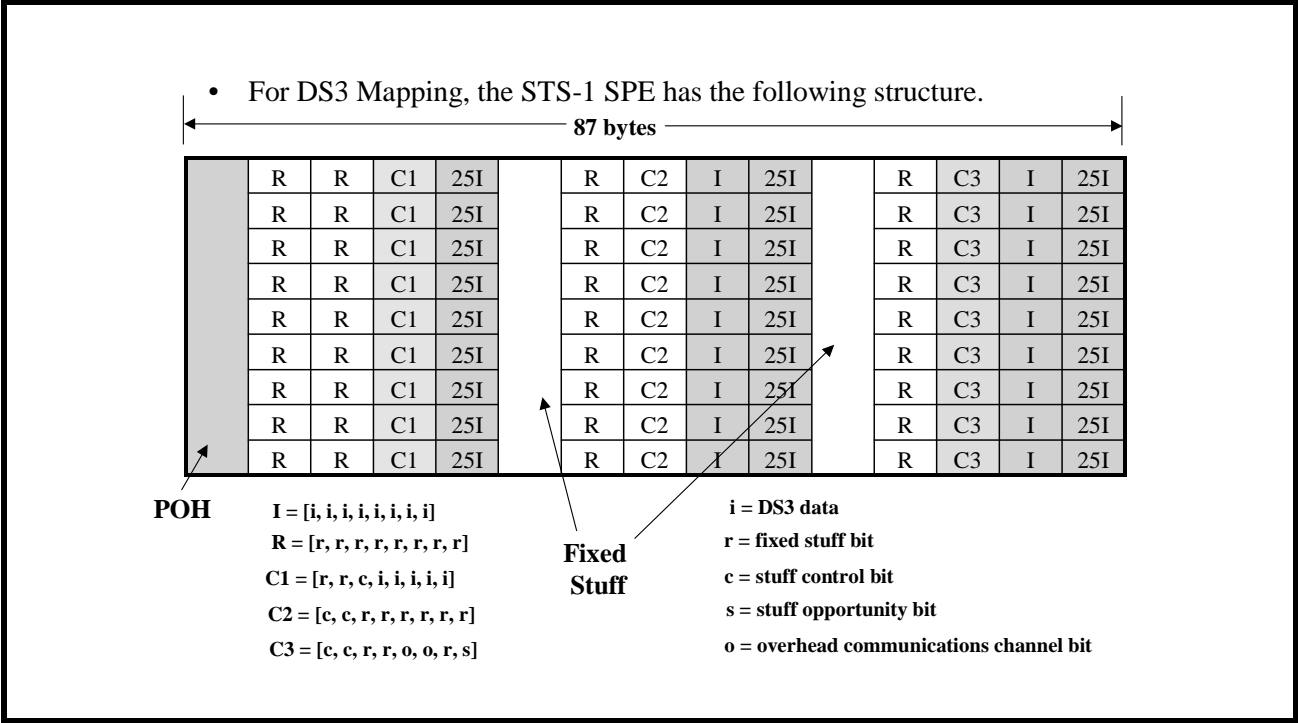 • For DS3 Mapping, the STS-1 SPE has the following structure.
87 bytes
R R C1 25I R C2 I 25I R C3 I 25I
R R C1 25I R C2 I 25I R C3 I 25I
R R C1 25I R C2 I 25I R C3 I 25I
R R C1 25I R C2 I 25I R C3 I 25I
R R C1 25I R C2 I 25I R C3 I 25I
R R C1 25I R C2 I 25I R C3 I 25I
R R C1 25I R C2 I 25I R C3 I 25I
R R C1 25I R C2 I 25I R C3 I 25I
R R C1 25I R C2 I 25I R C3 I 25I
POH
I = [i, i, i, i, i, i, i, i]
R = [r, r, r, r, r, r, r, r]
C1 = [r, r, c, i, i, i, i, i]
C2 = [c, c, r, r, r, r, r, r]
C3 = [c, c, r, r, o, o, r, s]
Fixed
Stuff
i = DS3 data
r = fixed stuff bit
c = stuff control bit
s = stuff opportunity bit
o = overhead communications channel bit